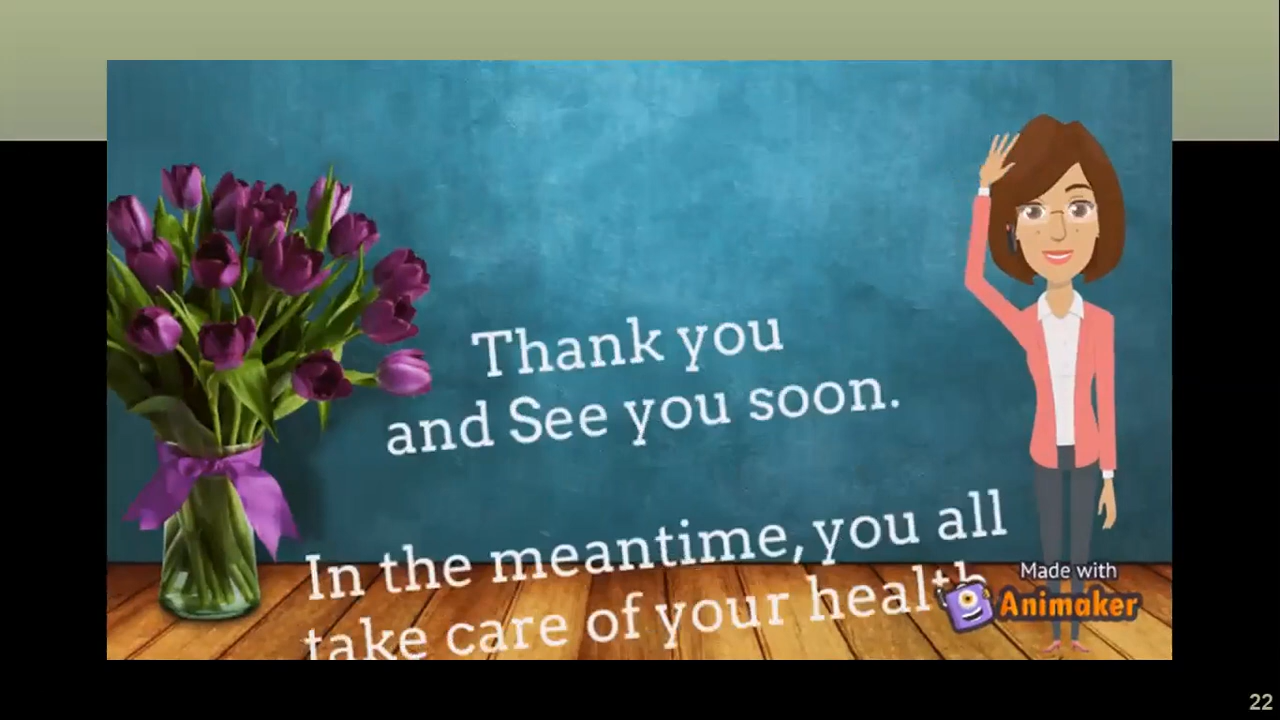 Thank you
and See you soon.
In the meantime, you all
take care of your health
Made with
Animaker
22